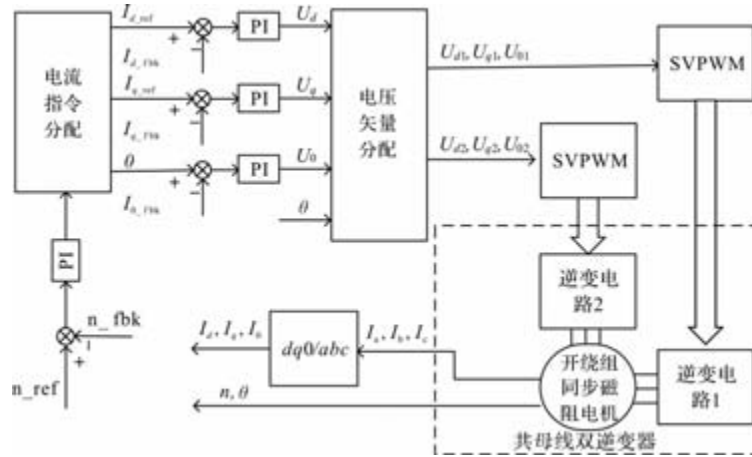 I_d_ref
+
−
I_d_fbk
PI
U_d
电流
指令
分配
I_q_ref
+
−
I_q_fbk
PI
U_q
0
+
−
I_0_fbk
PI
U_0
θ
电压
矢量
分配
U_d1, U_q1, U_01
SVPWM
U_d2, U_q2, U_02
SVPWM
PI
n_fbk
+
n_ref
逆变电
路2
I_d, I_q, I_0
dq0/abc
I_a, I_b, I_c
n, θ
开绕组
同步磁
阻电机
逆变电
路1
共母线双逆变器